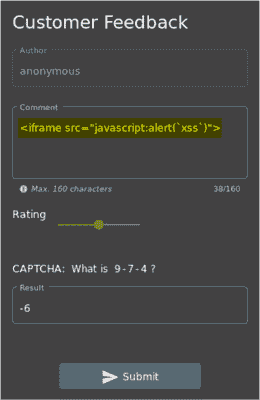 Customer Feedback
Author
anonymous
Comment
<iframe src="javascript:alert(`xss`)">
Max. 160 characters 38/160
Rating
CAPTCHA: What is 9-7-4 ?
Result
-6
Submit